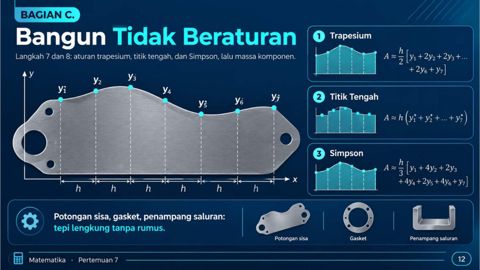 BAGIAN C.
Bangun Tidak Beraturan
Langkah 7 dan 8: aturan trapesium, titik tengah, dan Simpson, lalu massa komponen.
y
y₁
y₂
y₃
y₄
y₅
y₆
y₇
x
h h h h h h
1 Trapesium
A ≈ h/2 [y₁ + 2y₂ + 2y₃ + ...
+ 2y₆ + y₇]
2 Titik Tengah
A ≈ h (y₁* + y₂* + ... + y₇*)
3 Simpson
A ≈ h/3 [y₁ + 4y₂ + 2y₃
+ 4y₄ + 2y₅ + 4y₆ + y₇]
Potongan sisa, gasket, penampang saluran:
tepi lengkung tanpa rumus.
Potongan sisa
Gasket
Penampang saluran
Matematika · Pertemuan 7
12